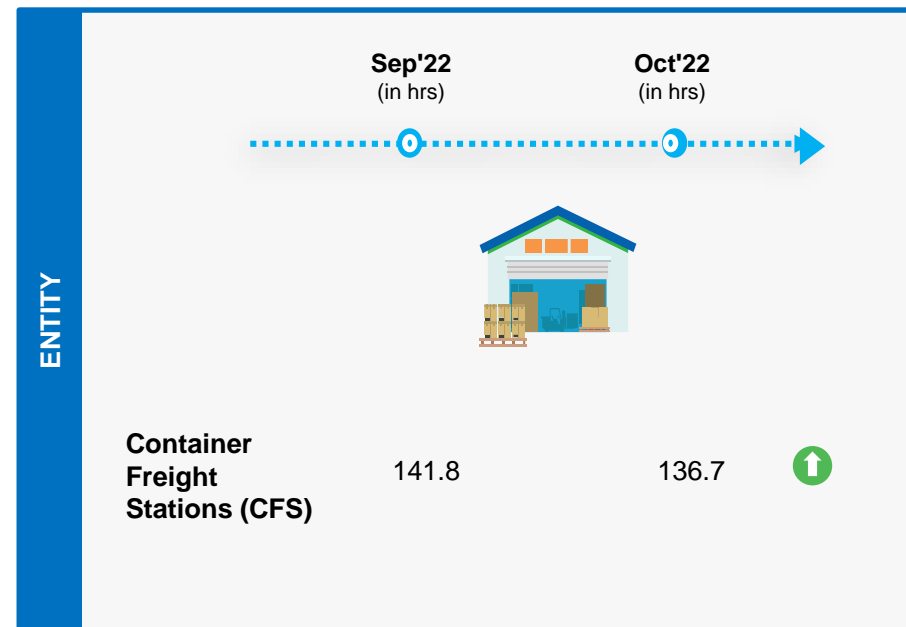 ENTITY
Sep'22
(in hrs)
Oct'22
(in hrs)
Container
Freight
Stations (CFS)
141.8
136.7